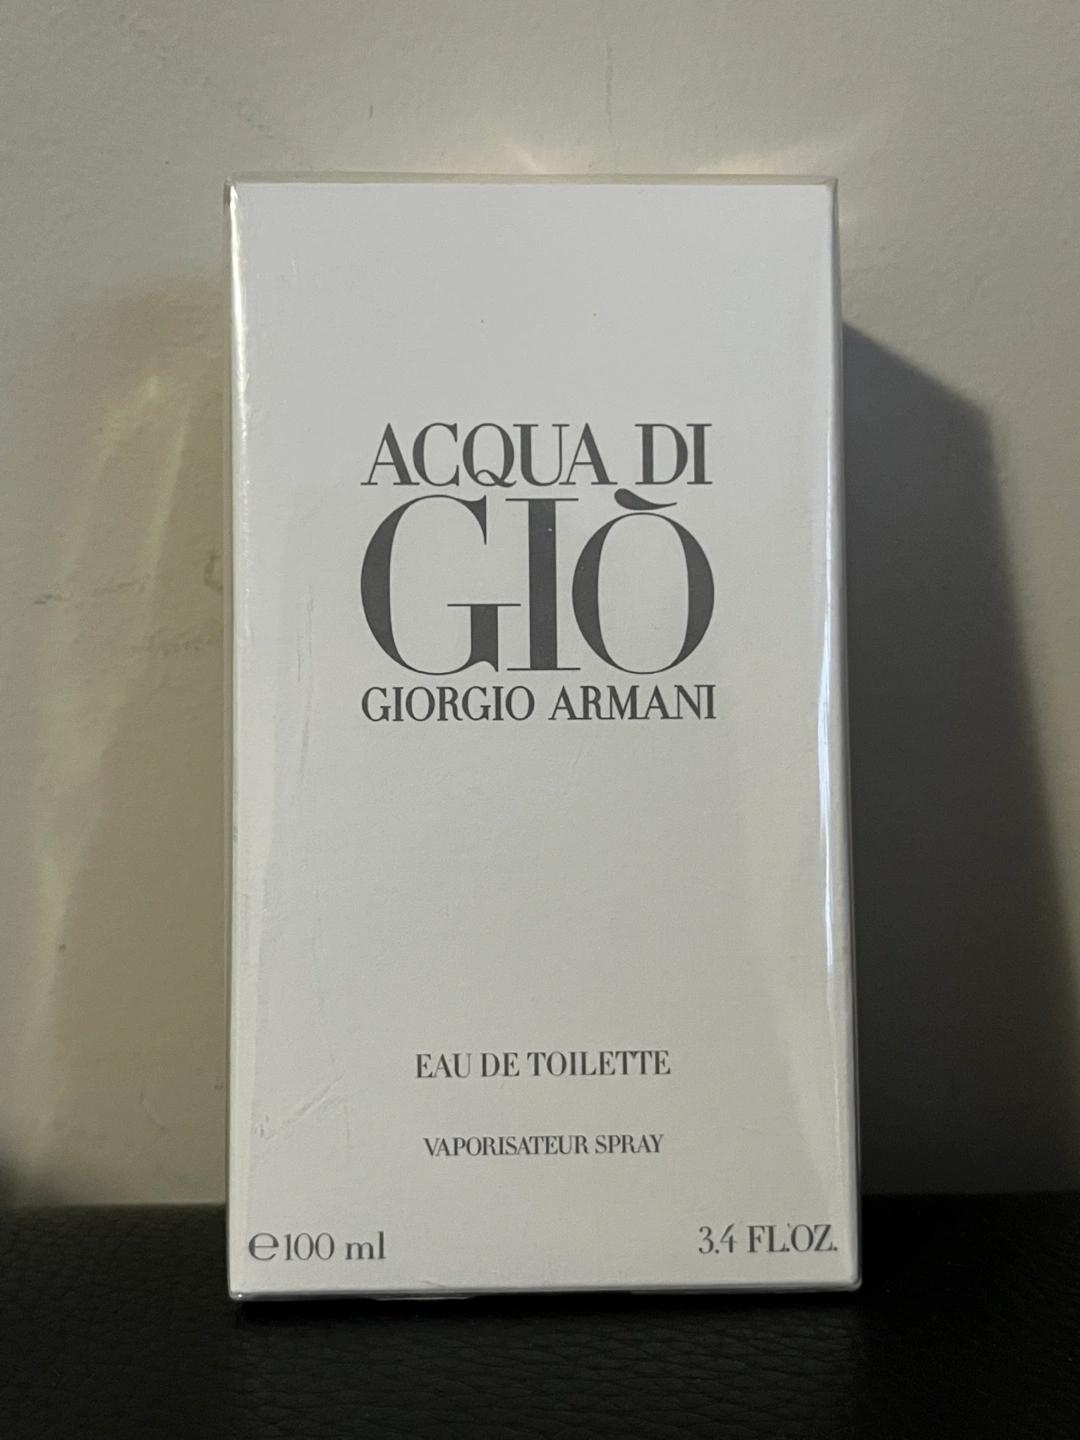 ACQUA DI
GIÒ
GIORGIO ARMANI
EAU DE TOILETTE
VAPORISATEUR SPRAY
℮100 ml 3.4 FL.OZ.